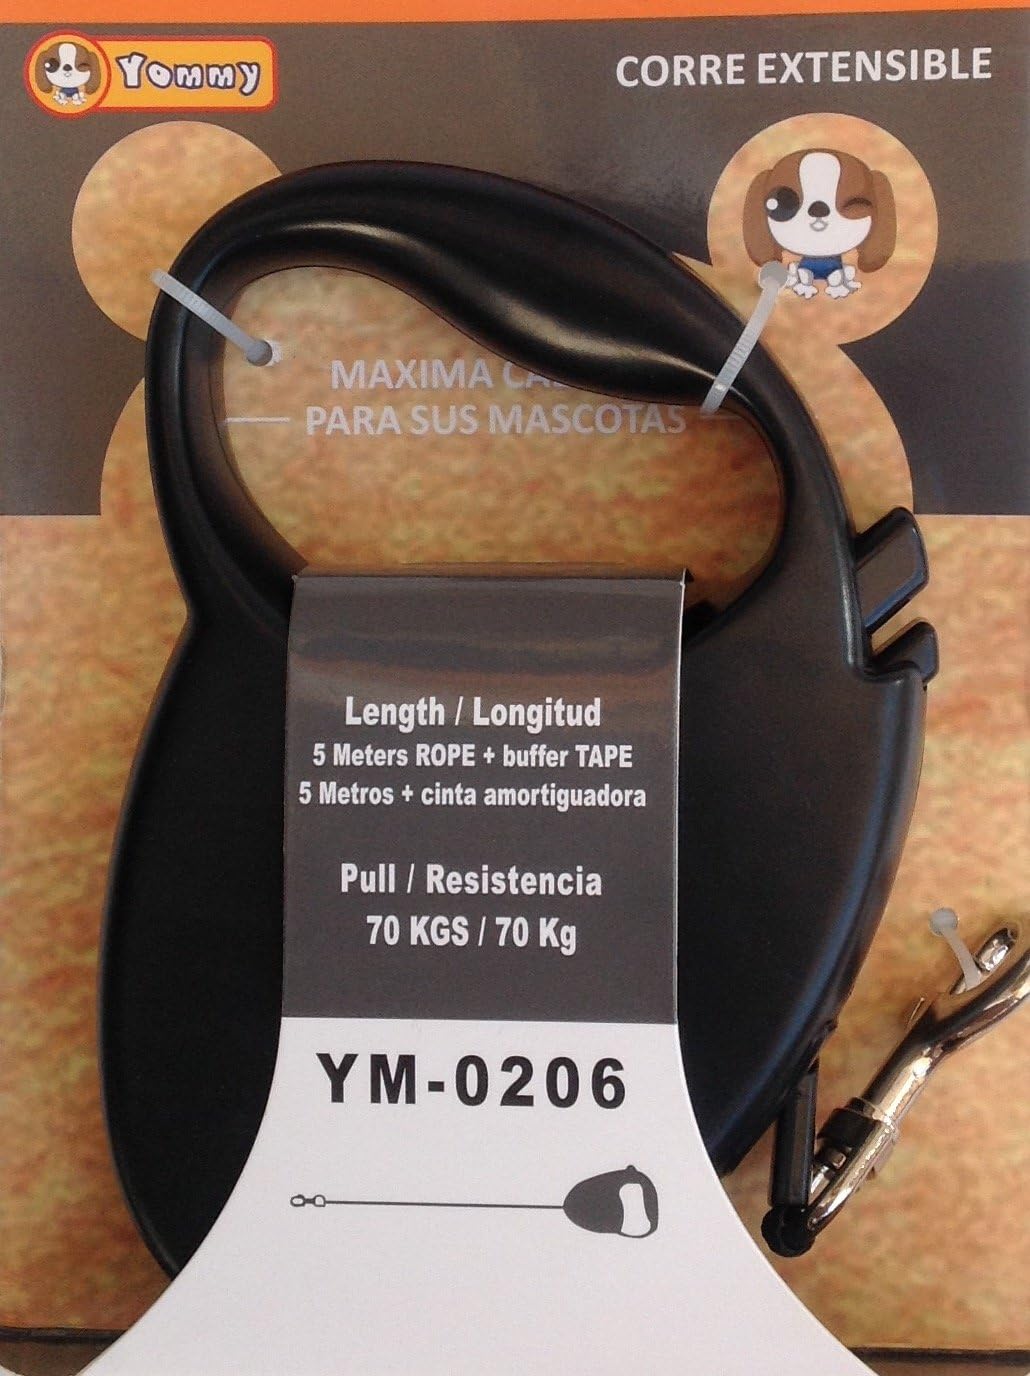 Yommy
CORRE EXTENSIBLE
MAXIMA
PARA SUS MASCOTAS
Length / Longitud
5 Meters ROPE + buffer TAPE
5 Metros + cinta amortiguadora
Pull / Resistencia
70 KGS / 70 Kg
YM-0206